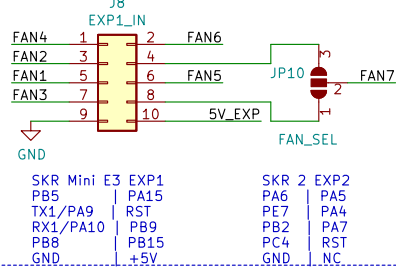 J8
EXP1_IN
FAN4 1 2 FAN6
FAN2 3 4 3
FAN1 5 6 FAN5 JP10 2 FAN7
FAN3 7 8 1
9 10 5V_EXP
GND FAN_SEL
SKR Mini E3 EXP1 SKR 2 EXP2
PB5 | PA15 PA6 | PA5
TX1/PA9 | RST PE7 | PA4
RX1/PA10 | PB9 PB2 | PA7
PB8 | PB15 PC4 | RST
GND | +5V GND | NC